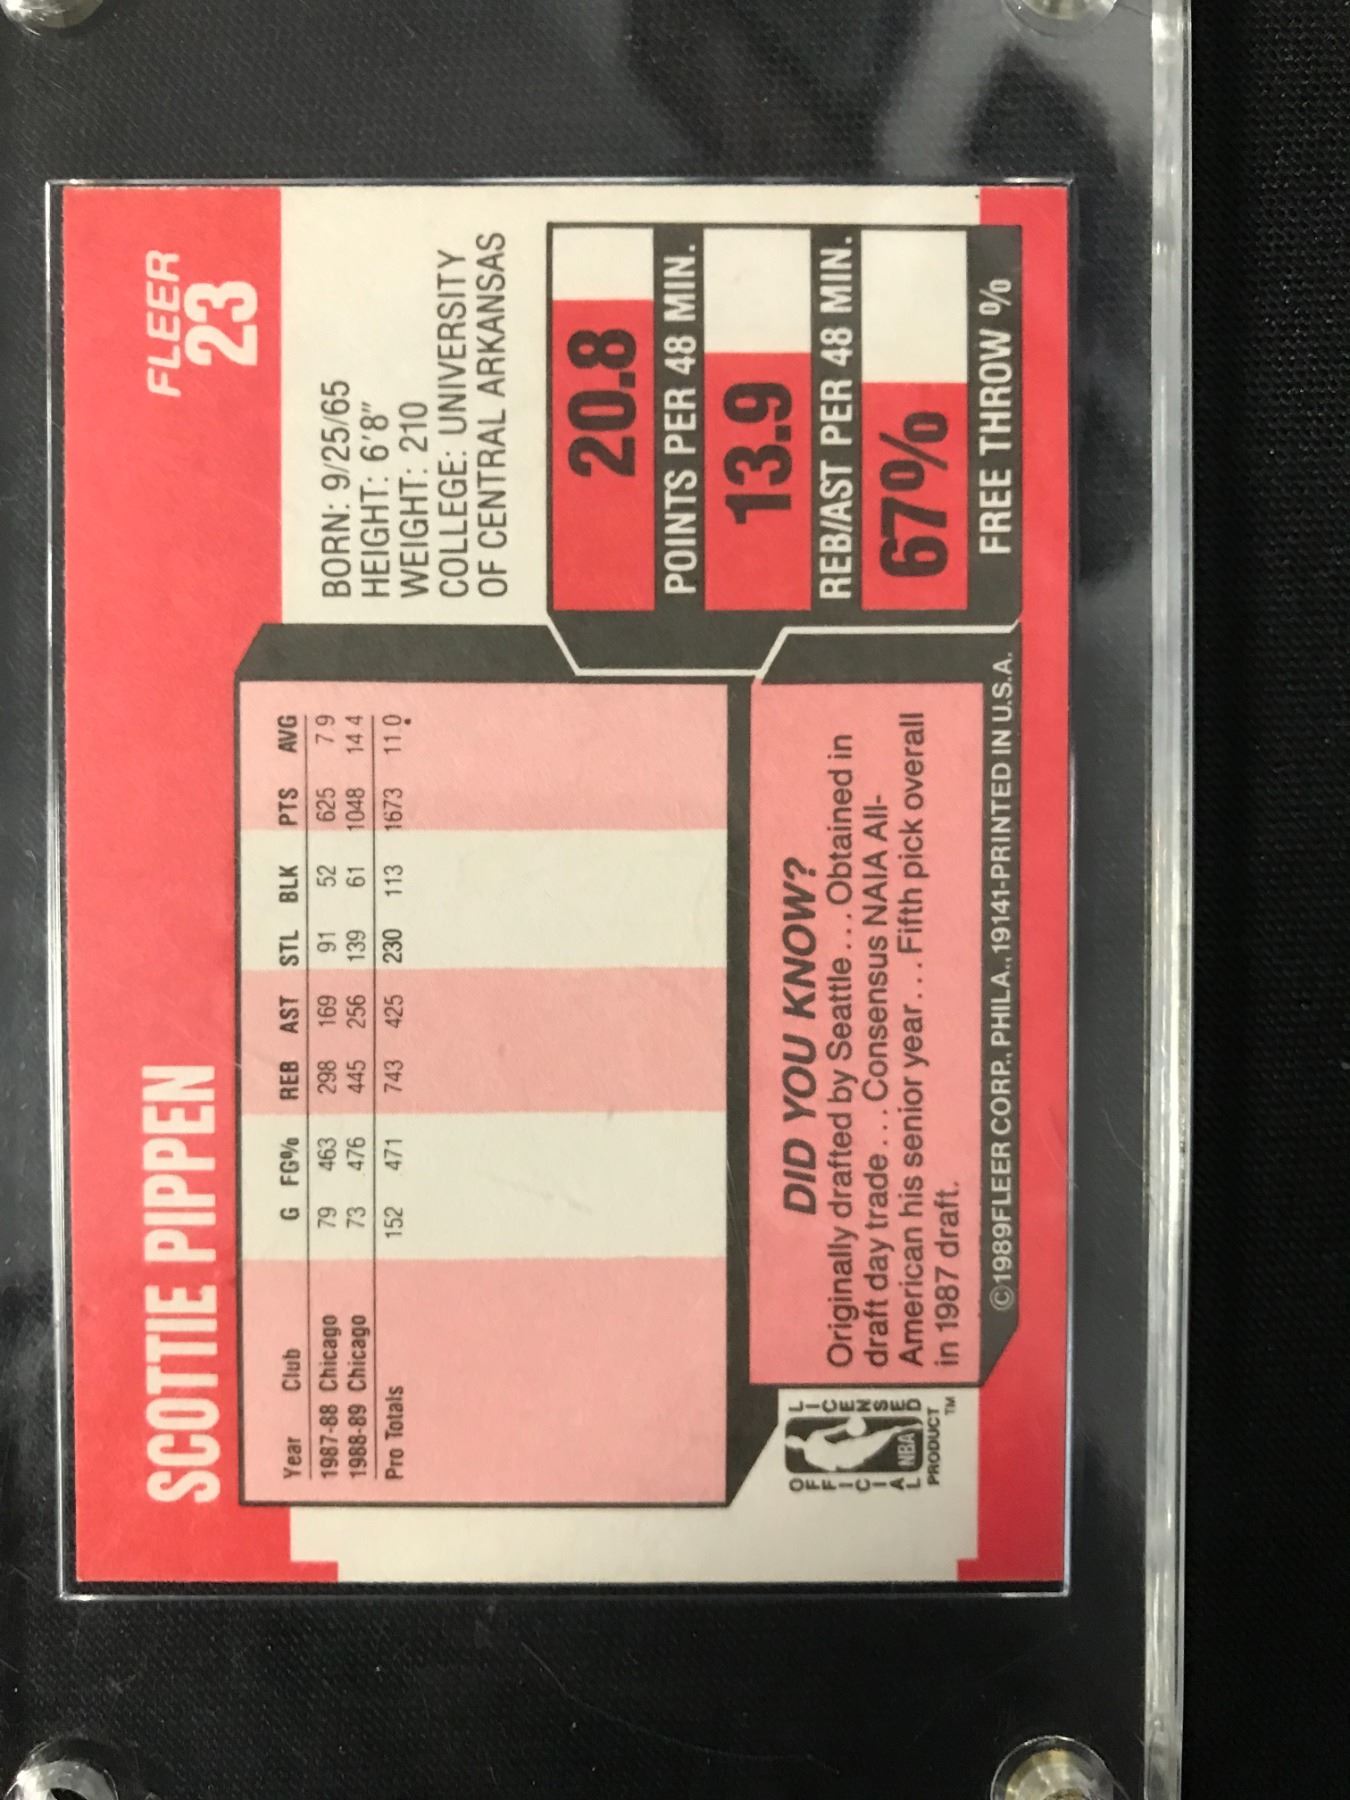 FLEER
SCOTTIE PIPPEN 23
Year Club G FG% REB AST STL BLK PTS AVG
1987-88 Chicago 79 463 298 169 91 52 625 7 9
1988-89 Chicago 73 476 445 256 139 61 1048 14 4
Pro Totals 152 471 743 425 230 113 1673 11.0
BORN: 9/25/65
HEIGHT: 6'8"
WEIGHT: 210
COLLEGE: UNIVERSITY
OF CENTRAL ARKANSAS
20.8
POINTS PER 48 MIN.
13.9
REB/AST PER 48 MIN.
67%
FREE THROW %
DID YOU KNOW?
Originally drafted by Seattle . . . Obtained in
draft day trade . . . Consensus NAIA All-
American his senior year . . . Fifth pick overall
in 1987 draft.
OFFICIAL NBA LICENSED
PRODUCT ™
©1989 FLEER CORP., PHILA., 19141-PRINTED IN U.S.A.